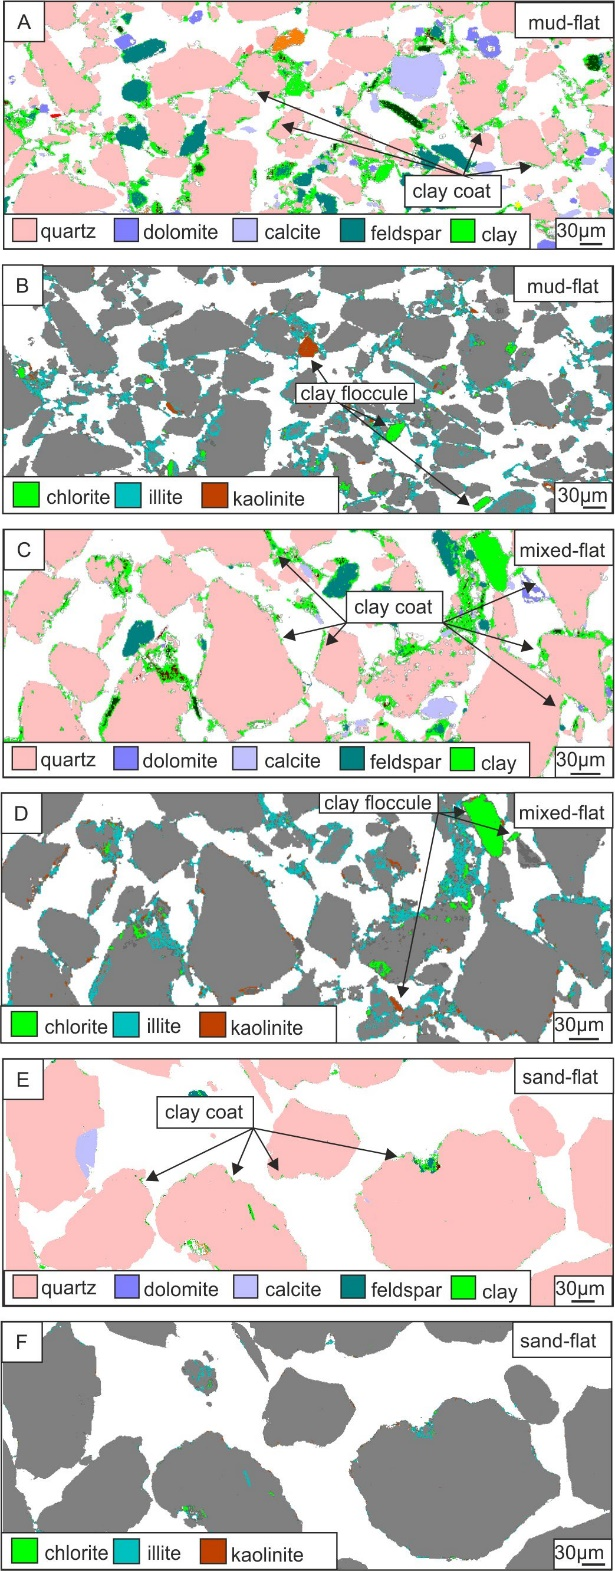 A
mud-flat
clay coat
quartz dolomite calcite feldspar clay 30µm
B
mud-flat
clay floccule
chlorite illite kaolinite 30µm
C
mixed-flat
clay coat
quartz dolomite calcite feldspar clay 30µm
D
clay floccule
mixed-flat
chlorite illite kaolinite 30µm
E
sand-flat
clay coat
quartz dolomite calcite feldspar clay 30µm
F
sand-flat
chlorite illite kaolinite 30µm